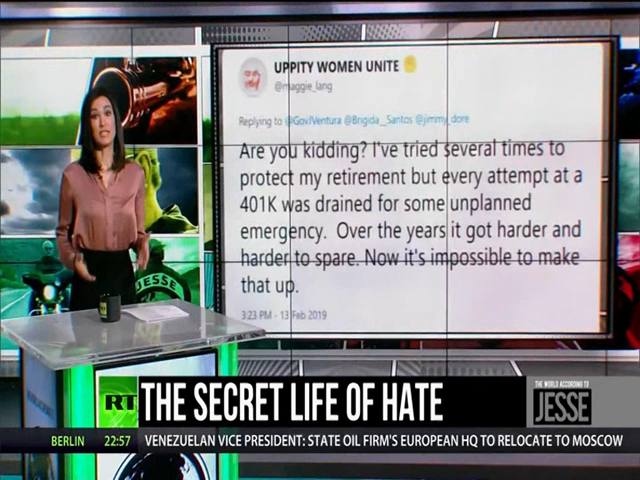 UPPITY WOMEN UNITE
@maggie_lang
Replying to @GovJVentura @Brigida__Santos @jimmy_dore
Are you kidding? I've tried several times to
protect my retirement but every attempt at a
401K was drained for some unplanned
emergency. Over the years it got harder and
harder to spare. Now it's impossible to make
that up.
3:23 PM - 13 Feb 2019
JESSE
RT
THE SECRET LIFE OF HATE
THE WORLD ACCORDING TO
JESSE
BERLIN 22:57 VENEZUELAN VICE PRESIDENT: STATE OIL FIRM'S EUROPEAN HQ TO RELOCATE TO MOSCOW